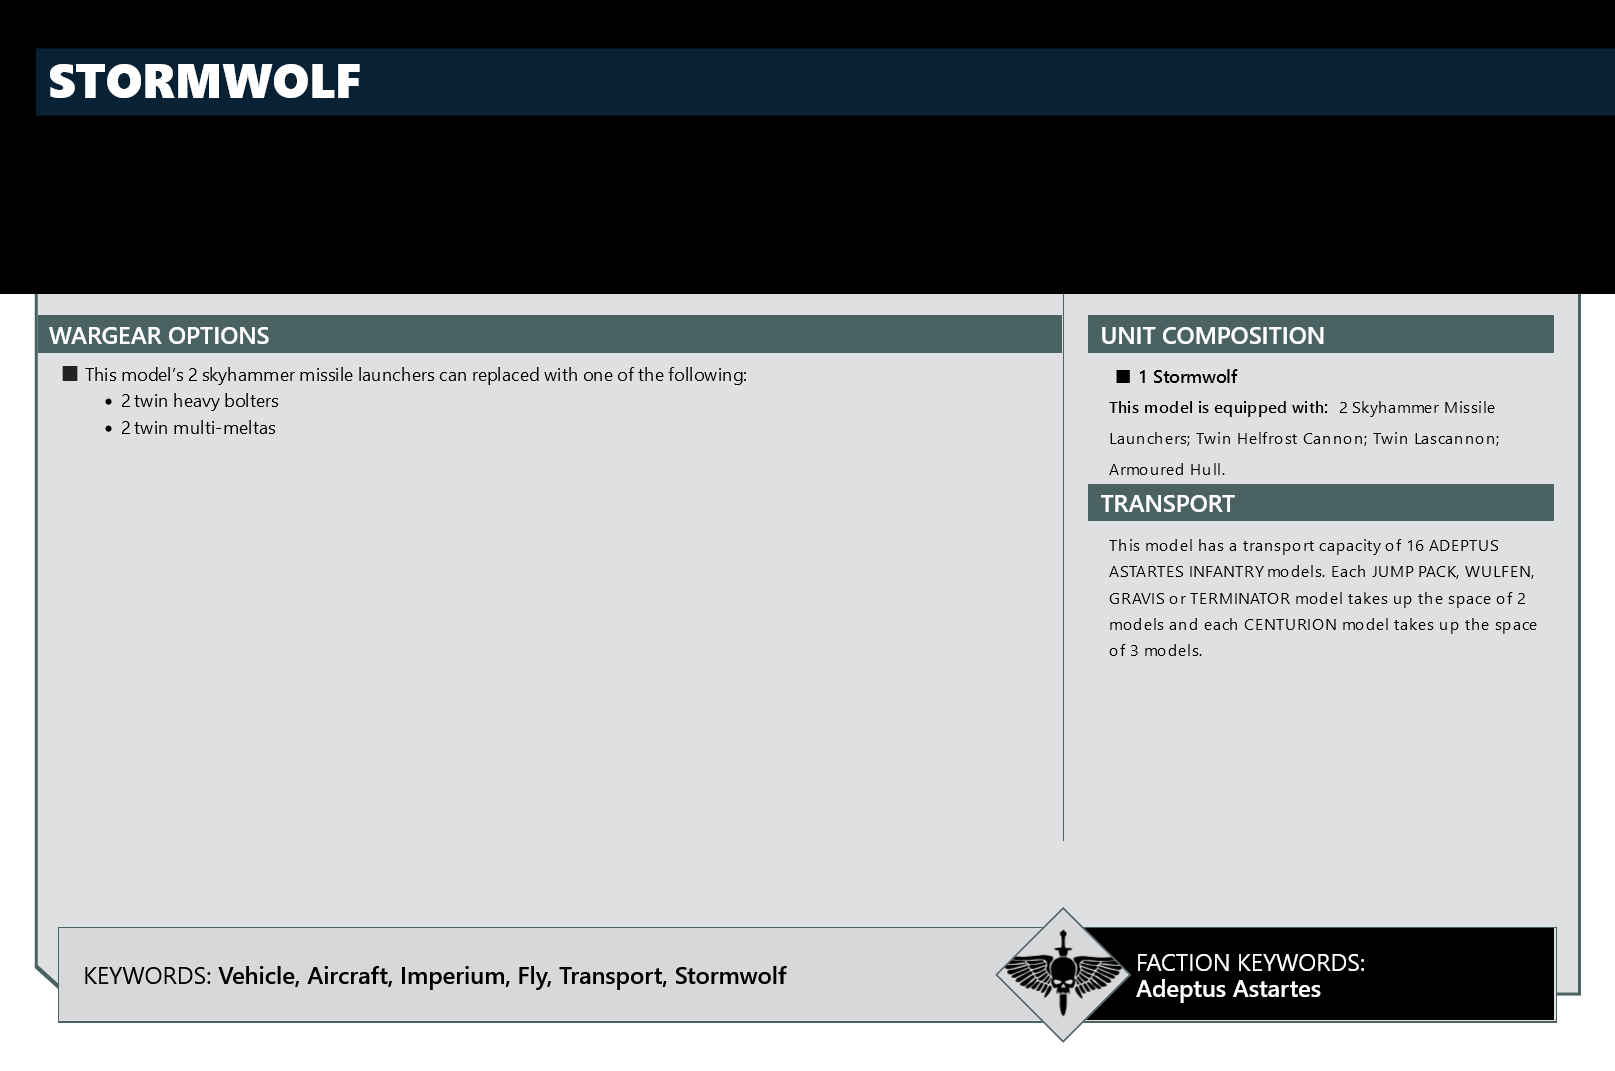 STORMWOLF
WARGEAR OPTIONS
■ This model’s 2 skyhammer missile launchers can replaced with one of the following:
• 2 twin heavy bolters
• 2 twin multi-meltas
UNIT COMPOSITION
■ 1 Stormwolf
This model is equipped with: 2 Skyhammer Missile
Launchers; Twin Helfrost Cannon; Twin Lascannon;
Armoured Hull.
TRANSPORT
This model has a transport capacity of 16 ADEPTUS
ASTARTES INFANTRY models. Each JUMP PACK, WULFEN,
GRAVIS or TERMINATOR model takes up the space of 2
models and each CENTURION model takes up the space
of 3 models.
KEYWORDS: Vehicle, Aircraft, Imperium, Fly, Transport, Stormwolf
FACTION KEYWORDS:
Adeptus Astartes